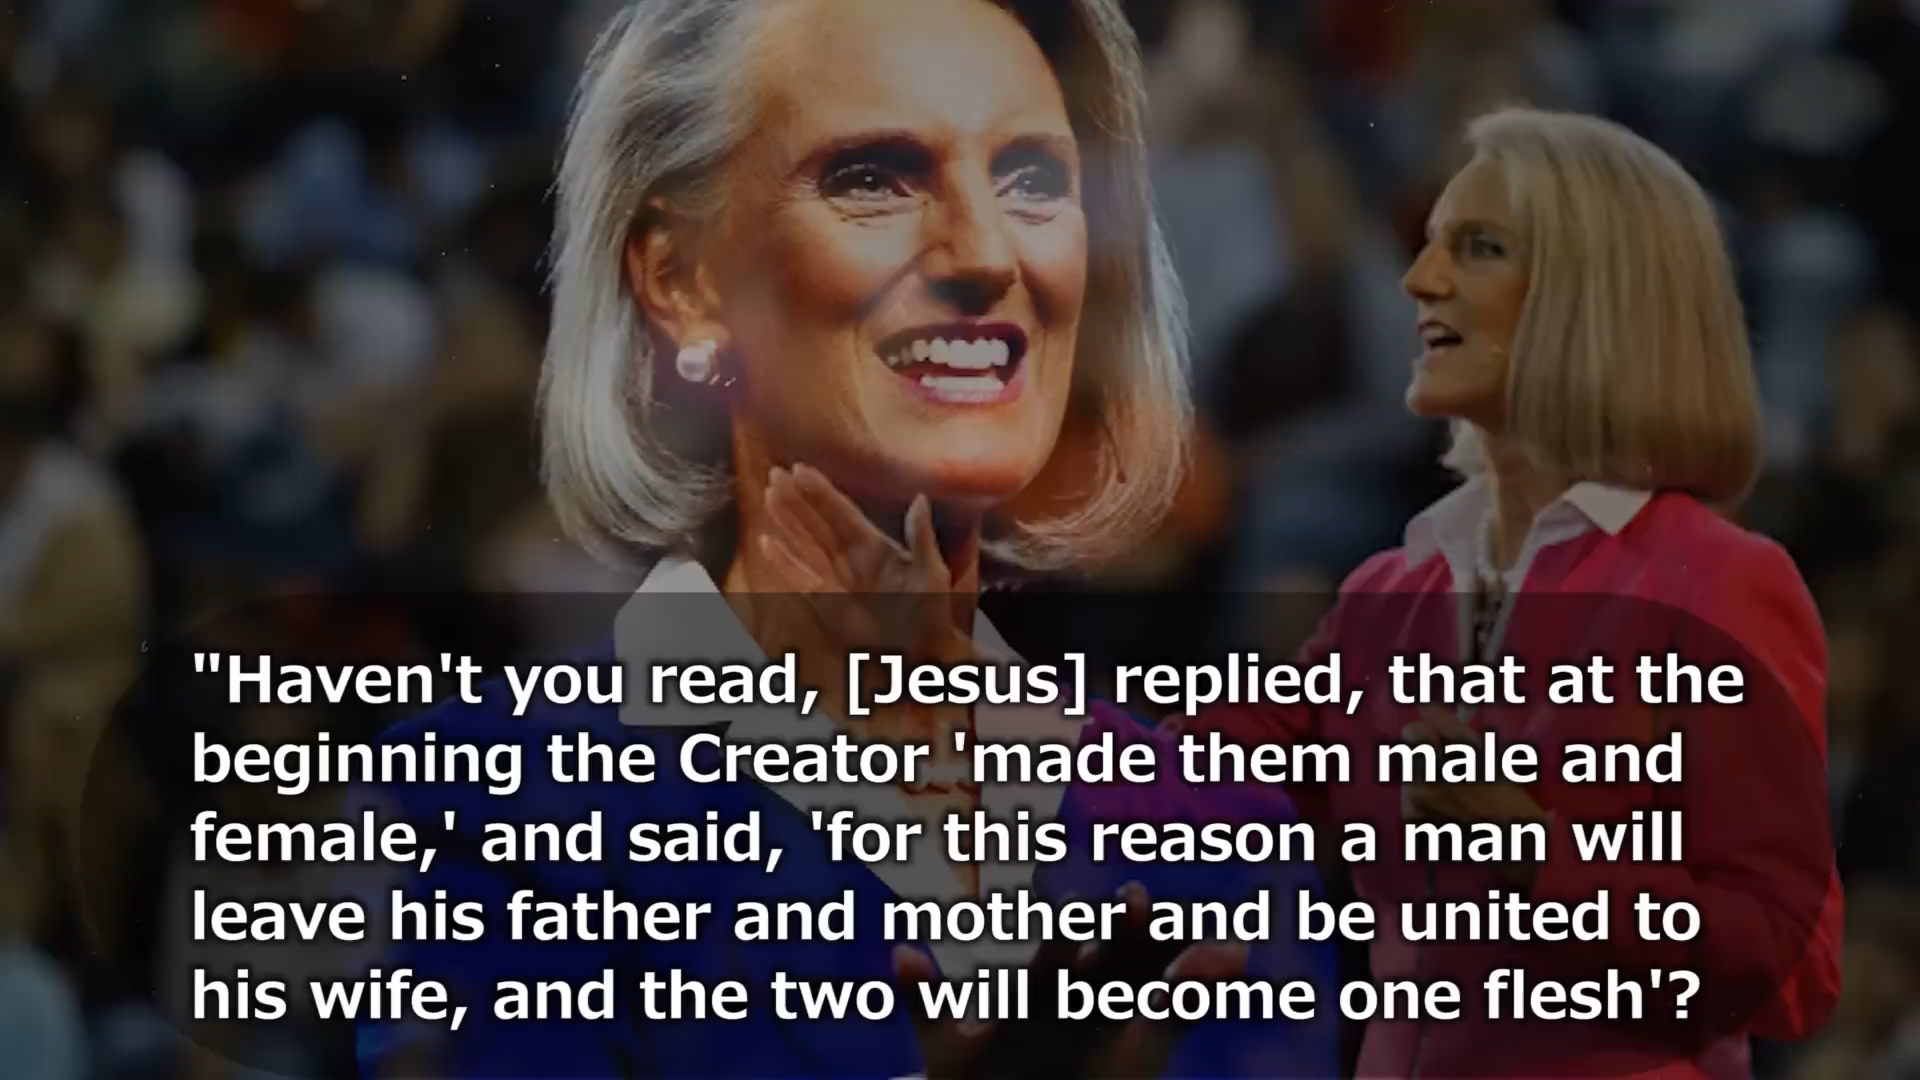 "Haven't you read, [Jesus] replied, that at the
beginning the Creator 'made them male and
female,' and said, 'for this reason a man will
leave his father and mother and be united to
his wife, and the two will become one flesh'?